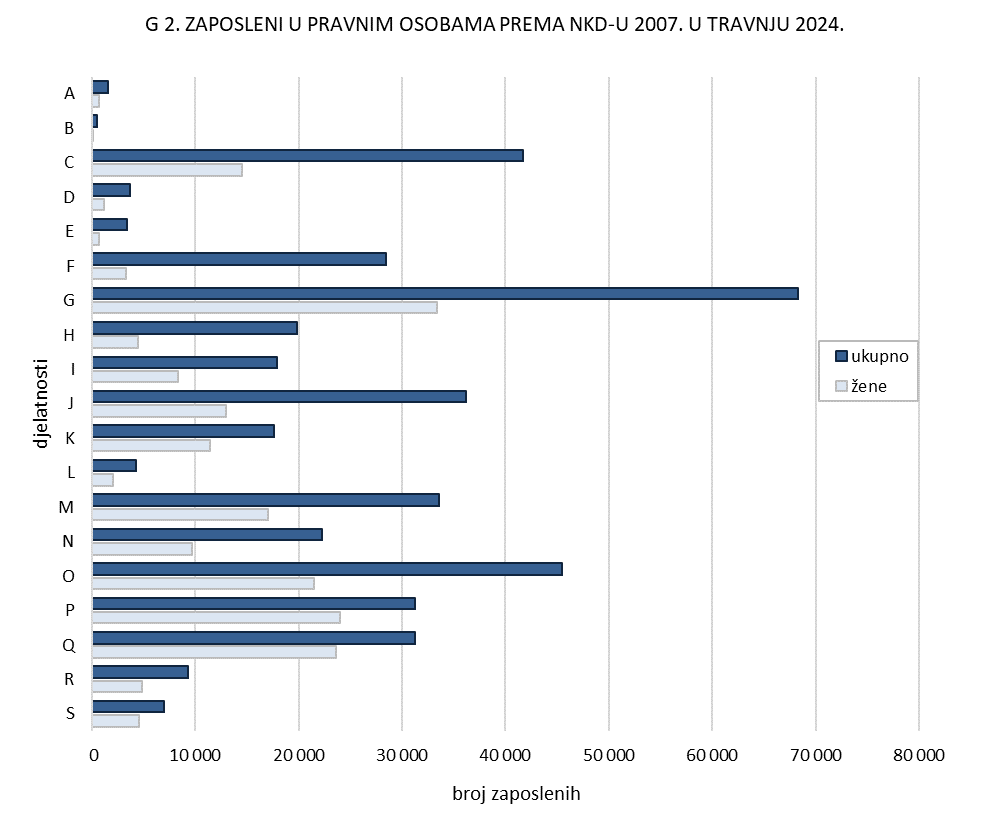 G 2. ZAPOSLENI U PRAVNIM OSOBAMA PREMA NKD-U 2007. U TRAVNJU 2024.
A
B
C
D
E
F
G
H
I
J
K
L
M
N
O
P
Q
R
S
djelatnosti
ukupno
žene
0 10 000 20 000 30 000 40 000 50 000 60 000 70 000 80 000
broj zaposlenih